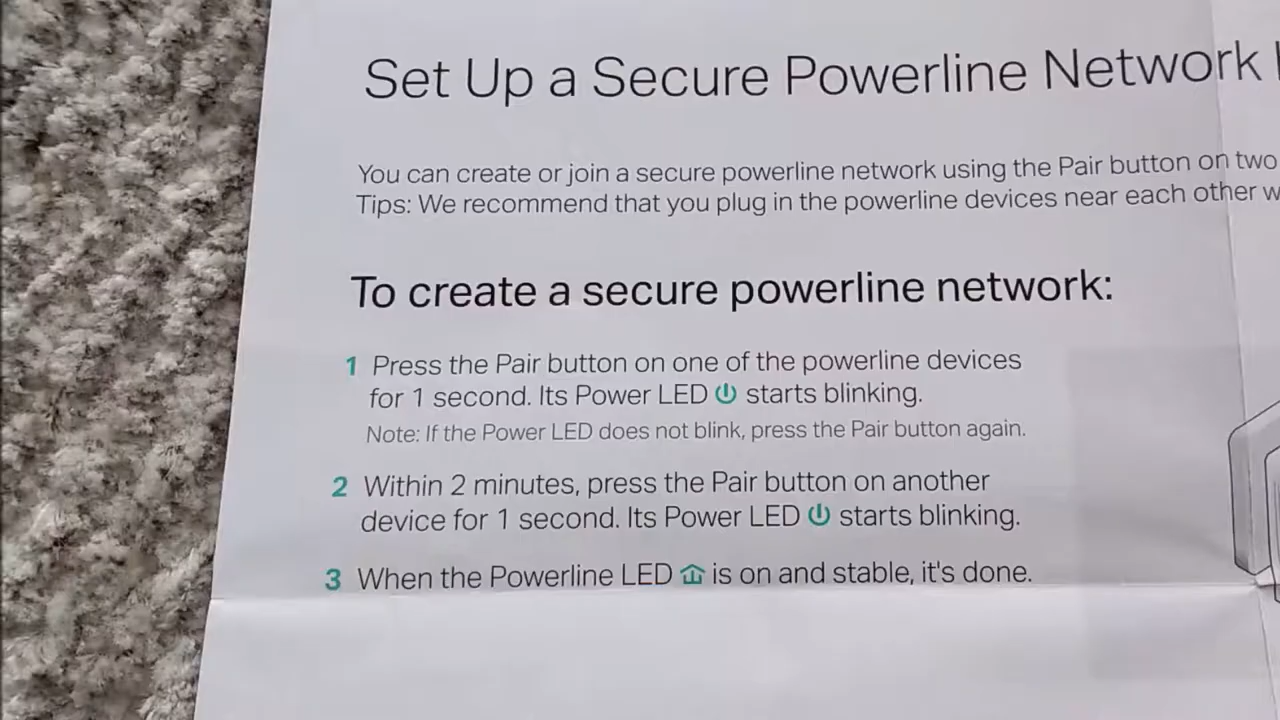 Set Up a Secure Powerline Network
You can create or join a secure powerline network using the Pair button on two
Tips: We recommend that you plug in the powerline devices near each other
To create a secure powerline network:
1 Press the Pair button on one of the powerline devices
for 1 second. Its Power LED starts blinking.
Note: If the Power LED does not blink, press the Pair button again.
2 Within 2 minutes, press the Pair button on another
device for 1 second. Its Power LED starts blinking.
3 When the Powerline LED is on and stable, it's done.